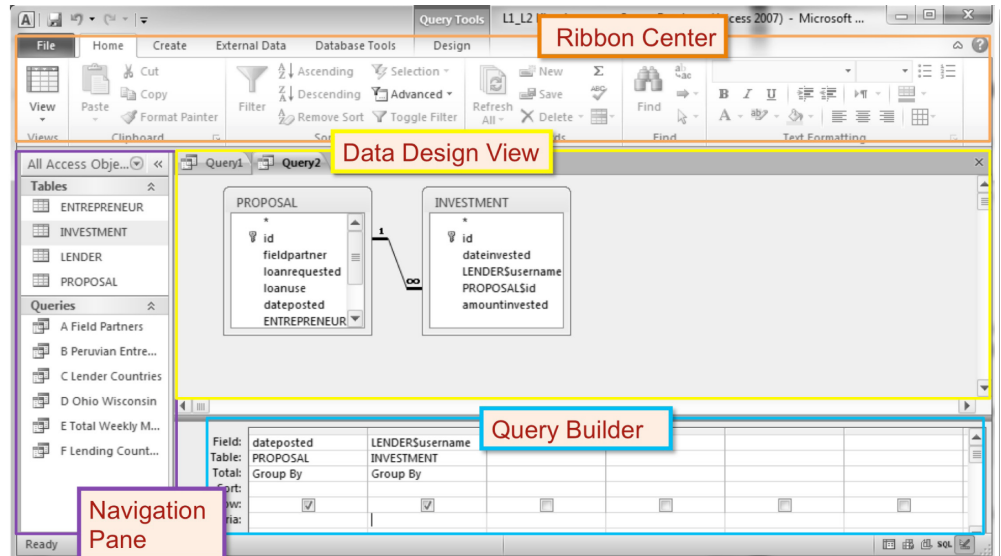 Query Tools L1_L2 cess 2007) - Microsoft ...
File Home Create External Data Database Tools Design
Ribbon Center
View
Views
Paste
Cut
Copy
Format Painter
Clipboard
Filter
Ascending
Descending
Remove Sort
Selection
Advanced
Toggle Filter
Refresh
All
New
Save
Delete
Find
Find
B I U
A
Text Formatting
Data Design View
All Access Obje...
Tables
ENTREPRENEUR
INVESTMENT
LENDER
PROPOSAL
Queries
A Field Partners
B Peruvian Entre...
C Lender Countries
D Ohio Wisconsin
E Total Weekly M...
F Lending Count...
Navigation
Pane
Query1 Query2
PROPOSAL
*
id
fieldpartner
loanrequested
loanuse
dateposted
ENTREPRENEUR
1
∞
INVESTMENT
*
id
dateinvested
LENDER$username
PROPOSAL$id
amountinvested
Query Builder
Field: dateposted LENDER$username
Table: PROPOSAL INVESTMENT
Total: Group By Group By
Ready
SQL